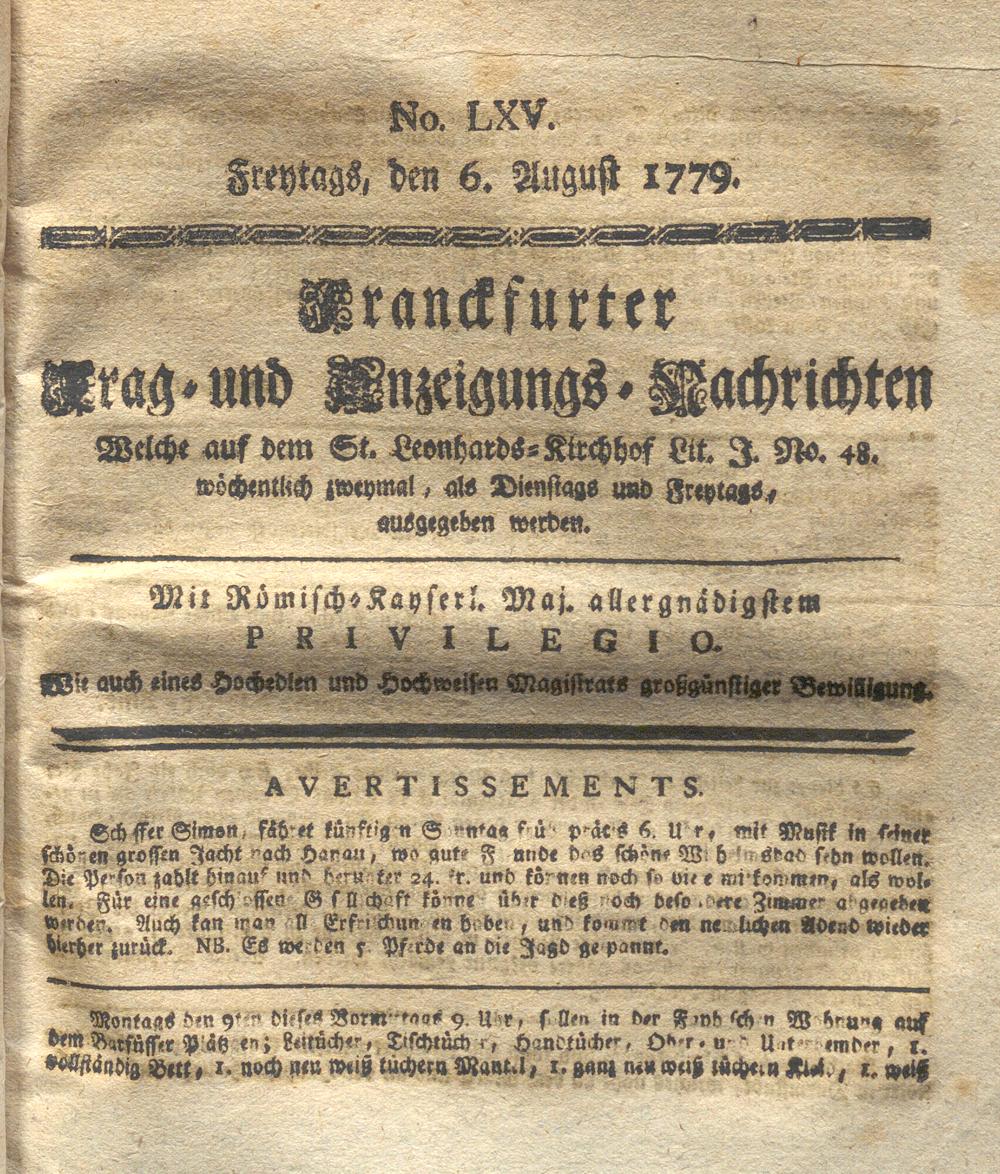 No. LXV.
Freytags, den 6. August 1779.
Franckfurter
Frag- und Anzeigungs-Nachrichten
Welche auf dem St. Leonhards-Kirchhof Lit. J. No. 48.
wöchentlich zweymal, als Dienstags und Freytags,
ausgegeben werden.
Mit Römisch-Kayserl. Maj. allergnädigstem
PRIVILEGIO.
Wie auch eines Hochedlen und Hochweisen Magistrats großgünstiger Bewilligung.
AVERTISSEMENTS.
Schiffer Simon, fähret künftigen Sonntag früh präcis 6. Uhr, mit Musik in seiner
schönen grossen Jacht nach Hanau, wo gute Freunde das schöne Wilhelmsbad sehn wollen.
Die Person zahlt hinauf und herunter 24. kr. und können noch so viele mitkommen, als wol-
len. Für eine geschlossene Gesellschaft können über dieß noch besondere Zimmer abgegeben
werden. Auch kan man alle Erfrischungen haben, und kommt den nemlichen Abend wieder
hierher zurück. NB. Es werden 5. Pferde an die Jagd gespannt.
Montags den 9ten dieses Vormittags 9. Uhr, sollen in der Wohnung auf
dem Barfüsser Plätzgen; Leitücher, Tischtücher, Handtücher, Ober- und Unterhember, 1.
vollständig Bett, 1. noch neu weiß tüchern Mantel, 1. ganz neu weiß tüchern Kleid, 1. weiß